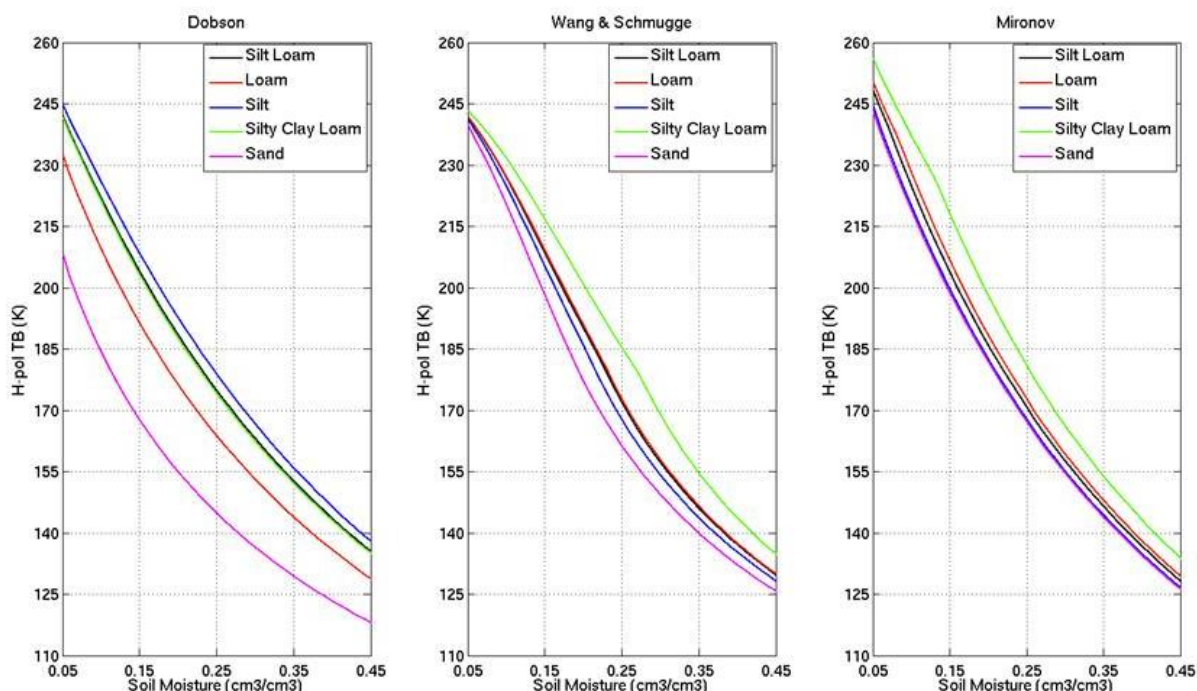 Dobson
H-pol TB (K)
260
245
230
215
200
185
170
155
140
125
110
Silt Loam
Loam
Silt
Silty Clay Loam
Sand
0.05 0.15 0.25 0.35 0.45
Soil Moisture (cm3/cm3)
Wang & Schmugge
H-pol TB (K)
260
245
230
215
200
185
170
155
140
125
110
Silt Loam
Loam
Silt
Silty Clay Loam
Sand
0.05 0.15 0.25 0.35 0.45
Soil Moisture (cm3/cm3)
Mironov
H-pol TB (K)
260
245
230
215
200
185
170
155
140
125
110
Silt Loam
Loam
Silt
Silty Clay Loam
Sand
0.05 0.15 0.25 0.35 0.45
Soil Moisture (cm3/cm3)